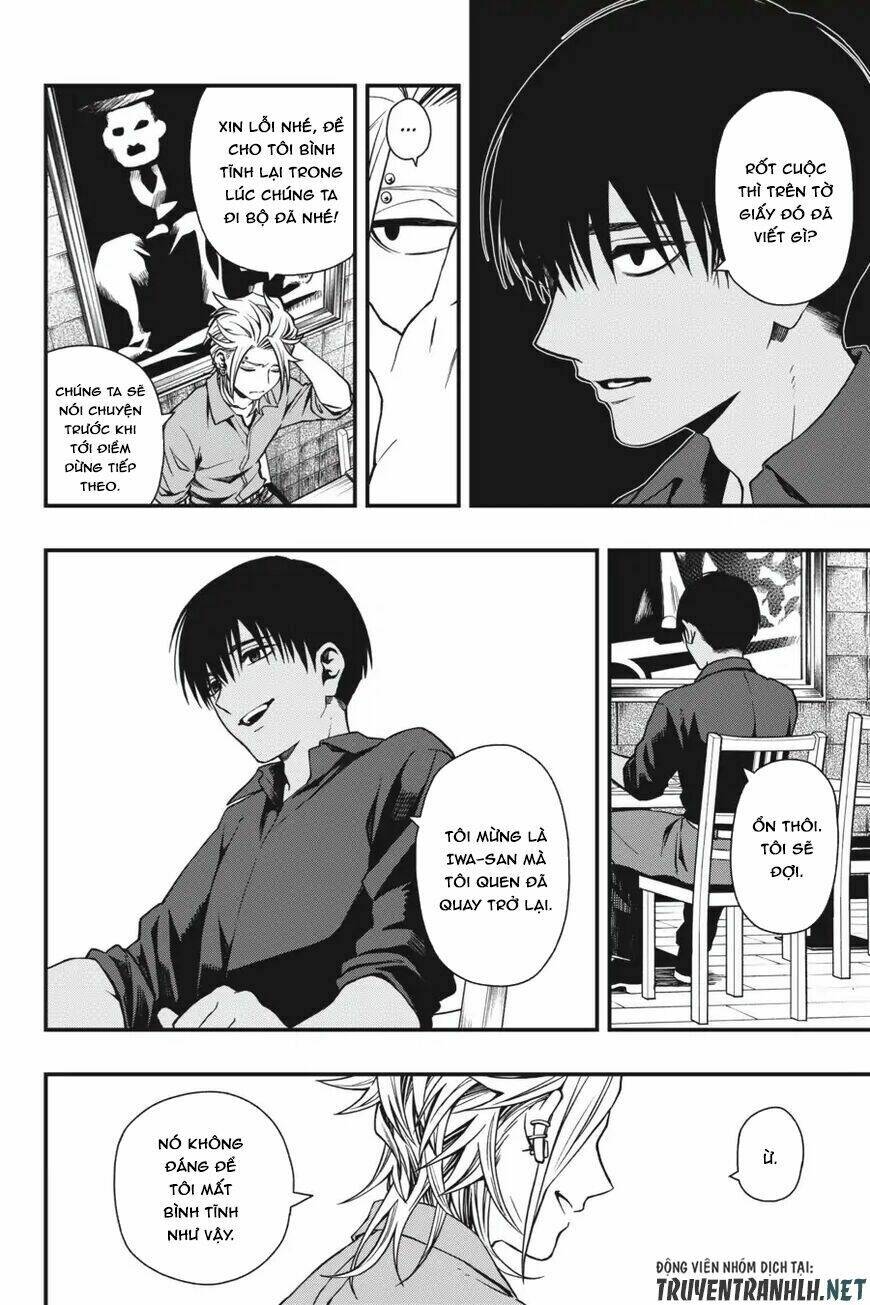 RỐT CUỘC
THÌ TRÊN TỜ
GIẤY ĐÓ ĐÃ
VIẾT GÌ?
...
XIN LỖI NHÉ, ĐỂ
CHO TÔI BÌNH
TĨNH LẠI TRONG
LÚC CHÚNG TA
ĐI BỘ ĐÃ NHÉ!
CHÚNG TA SẼ
NÓI CHUYỆN
TRƯỚC KHI
TỚI ĐIỂM
DỪNG TIẾP
THEO.
ỔN THÔI.
TÔI SẼ
ĐỢI.
TÔI MỪNG LÀ
IWA-SAN MÀ
TÔI QUEN ĐÃ
QUAY TRỞ LẠI.
Ừ.
NÓ KHÔNG
ĐÁNG ĐỂ
TÔI MẤT
BÌNH TĨNH
NHƯ VẬY.
ĐỘNG VIÊN NHÓM DỊCH TẠI:
TRUYENTRANHLH.NET